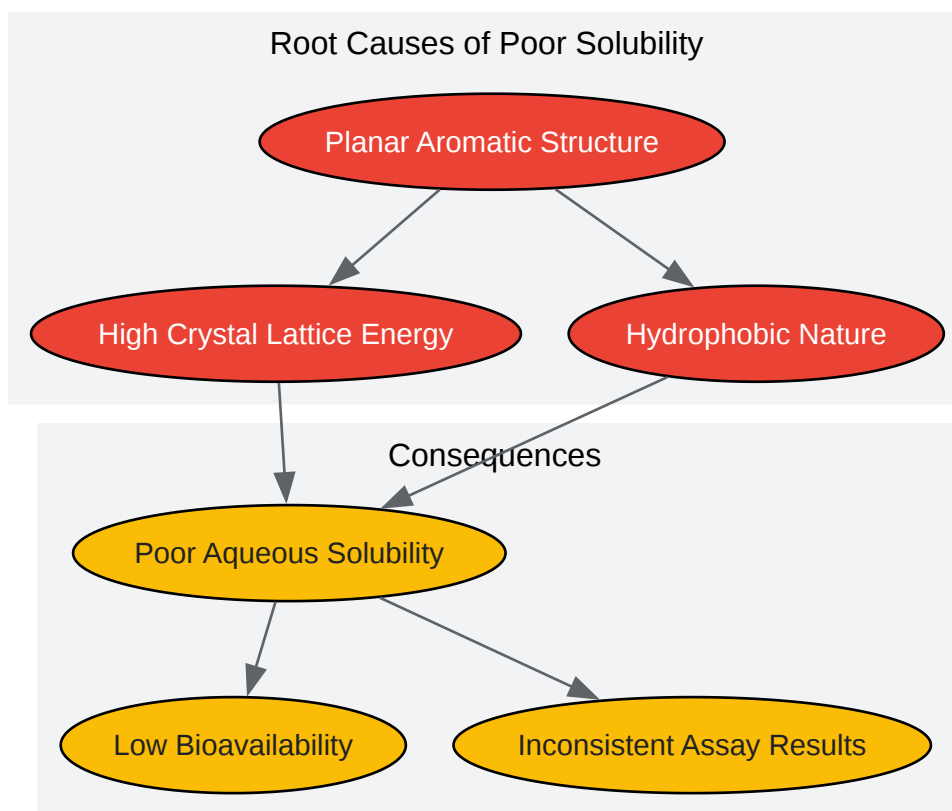 Root Causes of Poor Solubility
Planar Aromatic Structure
High Crystal Lattice Energy
Hydrophobic Nature
Consequences
Poor Aqueous Solubility
Low Bioavailability
Inconsistent Assay Results